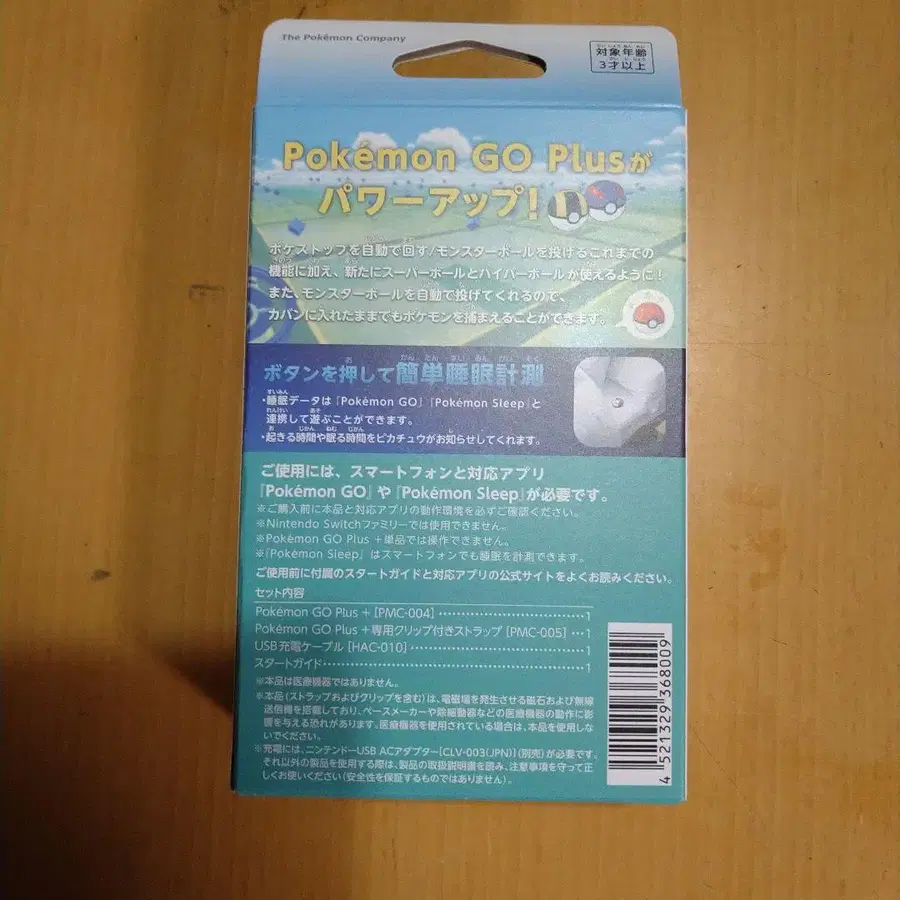 The Pokémon Company
対象年齢
3才以上
Pokémon GO Plusが
パワーアップ!
ポケストップを自動で回す/モンスターボールを投げるこれまでの
機能に加え、新たにスーパーボールとハイパーボールが使えるように!
また、モンスターボールを自動で投げてくれるので、
カバンに入れたままでもポケモンを捕まえることができます。
ボタンを押して簡単睡眠計測
・睡眠データは『Pokémon GO』『Pokémon Sleep』と
連携して遊ぶことができます。
・起きる時間や眠る時間をピカチュウがお知らせしてくれます。
ご使用には、スマートフォンと対応アプリ
『Pokémon GO』や『Pokémon Sleep』が必要です。
※ご購入前に本品と対応アプリの動作環境を必ずご確認ください。
※Nintendo Switchファミリーでは使用できません。
※Pokémon GO Plus +単品では操作できません。
※『Pokémon Sleep』はスマートフォンでも睡眠を計測できます。
ご使用前に付属のスタートガイドと対応アプリの公式サイトをよくお読みください。
セット内容
Pokémon GO Plus + [PMC-004] ‥‥‥‥‥‥‥‥‥‥1
Pokémon GO Plus +専用クリップ付きストラップ [PMC-005] ‥‥1
USB充電ケーブル [HAC-010] ‥‥‥‥‥‥‥‥‥‥1
スタートガイド‥‥‥‥‥‥‥‥‥‥‥‥‥‥‥1
※本品は医療機器ではありません。
※本品(ストラップおよびクリップを含む)は、電磁場を発生させる磁石および無線
送信機を搭載しており、ペースメーカーや除細動器などの医療機器の動作に影
響を与える恐れがあります。医療機器を使用されている場合は、本品を使用しな
いでください。
※充電には、ニンテンドーUSB ACアダプター[CLV-003(JPN)](別売)が必要です。
それ以外の製品を使用する際は、製品の取扱説明書を読み、注意事項を守って正
しくお使いください(安全性を保証するものではありません)。
4 521329 368009